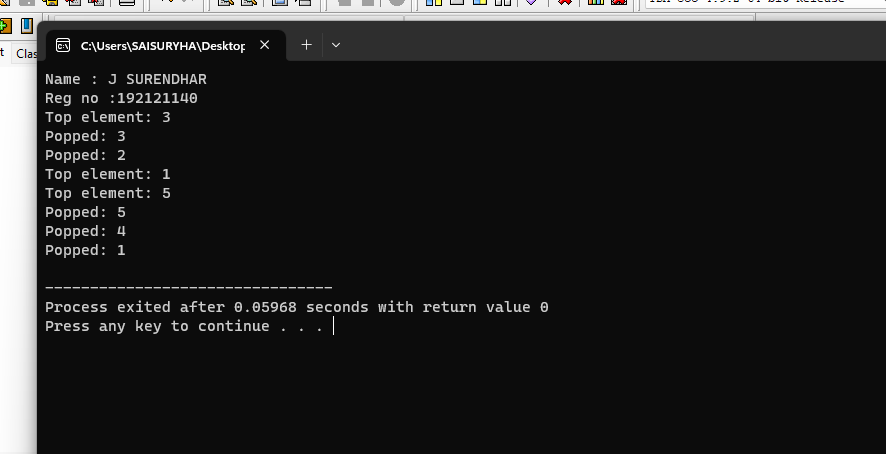 C:\Users\SAISURYHA\Desktop
Name : J SURENDHAR
Reg no :192121140
Top element: 3
Popped: 3
Popped: 2
Top element: 1
Top element: 5
Popped: 5
Popped: 4
Popped: 1
--------------------------------
Process exited after 0.05968 seconds with return value 0
Press any key to continue . . .